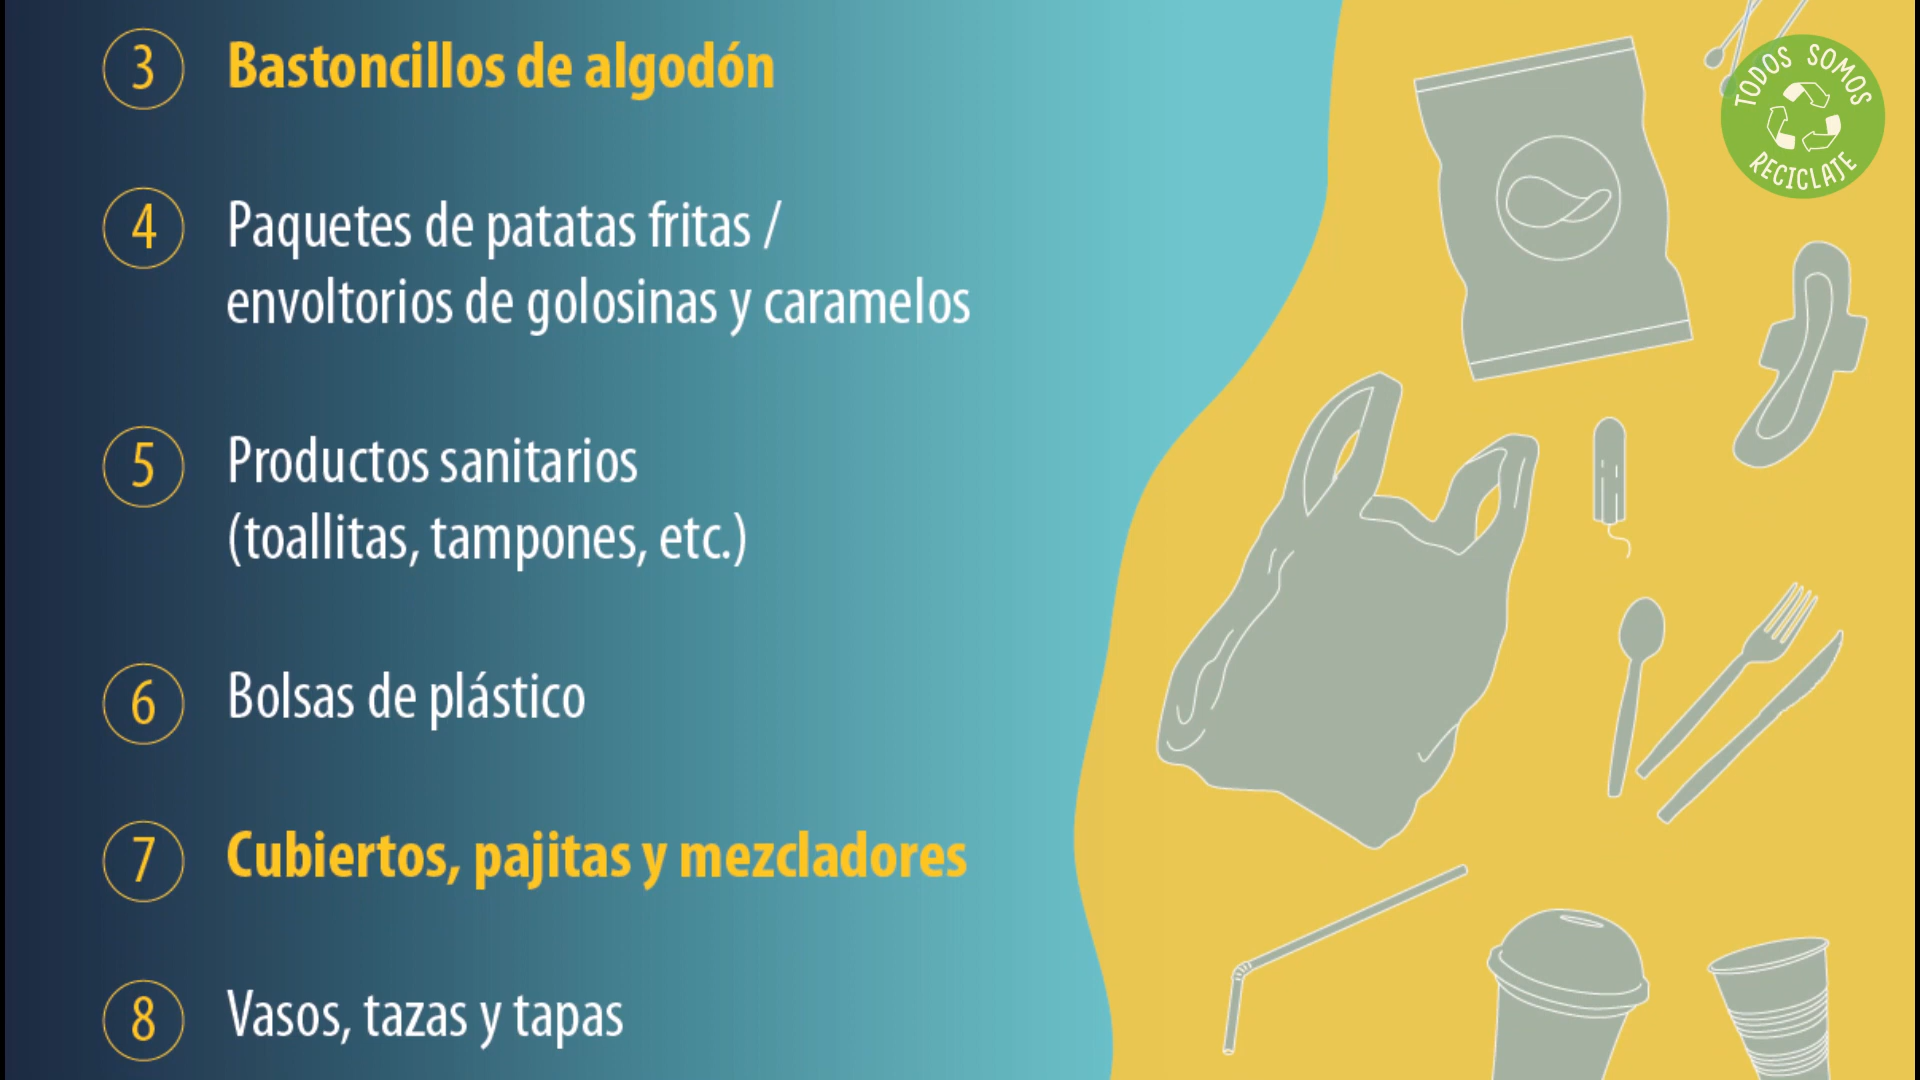 3 Bastoncillos de algodón
4 Paquetes de patatas fritas /
envoltorios de golosinas y caramelos
5 Productos sanitarios
(toallitas, tampones, etc.)
6 Bolsas de plástico
7 Cubiertos, pajitas y mezcladores
8 Vasos, tazas y tapas
TODOS SOMOS
RECICLAJE